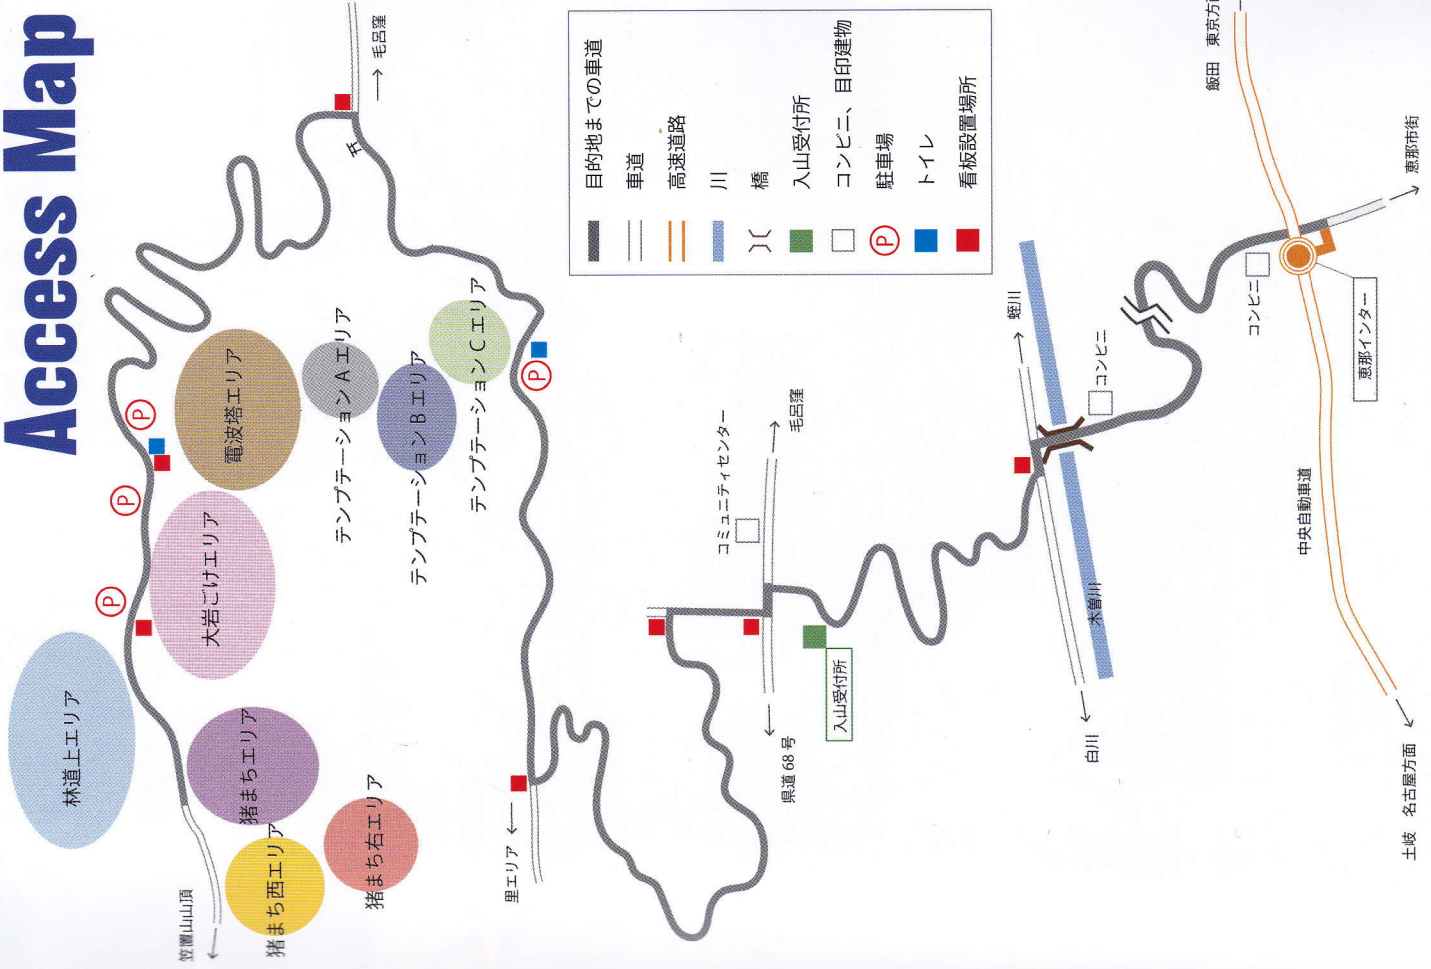 Access Map
毛呂窪
目的地までの車道
車道
高速道路
川
橋
入山受付所
コンビニ、目印建物
P 駐車場
トイレ
看板設置場所
林道上エリア
P
P
P
大岩ごけエリア
電波塔エリア
テンプテーション A エリア
テンプテーション B エリア
テンプテーション C エリア
P
猪まちエリア
猪まち西エリア
猪まち右エリア
笠置山山頂
里エリア
コミュニティセンター
毛呂窪
県道 68 号
入山受付所
蛭川
コンビニ
木曽川
白川
コンビニ
恵那インター
中央自動車道
飯田 東京方
恵那市街
土岐 名古屋方面